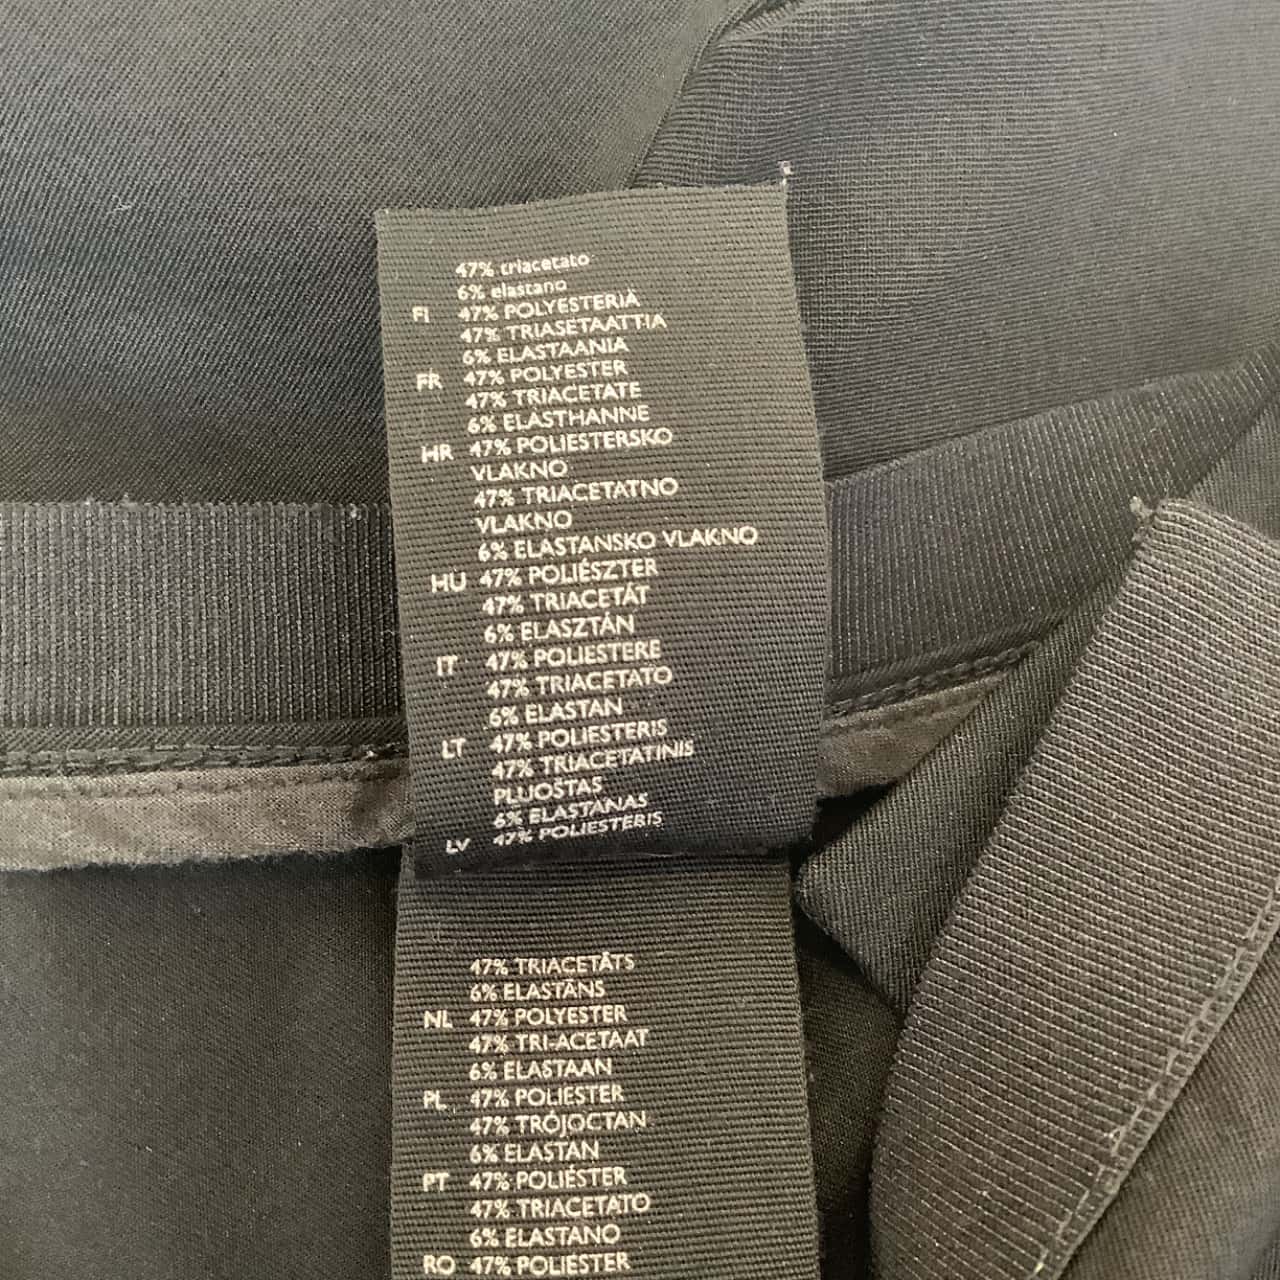 47% triacetato
6% elastano
FI 47% POLYESTERIÄ
47% TRIASETAATTIA
6% ELASTAANIA
FR 47% POLYESTER
47% TRIACETATE
6% ELASTHANNE
HR 47% POLIESTERSKO
VLAKNO
47% TRIACETATNO
VLAKNO
6% ELASTANSKO VLAKNO
HU 47% POLIÉSZTER
47% TRIACETÁT
6% ELASZTÁN
IT 47% POLIESTERE
47% TRIACETATO
6% ELASTAN
LT 47% POLIESTERIS
47% TRIACETATINIS
PLUOŠTAS
6% ELASTANAS
LV 47% POLIESTERIS
47% TRIACETĀTS
6% ELASTĀNS
NL 47% POLYESTER
47% TRI-ACETAAT
6% ELASTAAN
PL 47% POLIESTER
47% TRÓJOCTAN
6% ELASTAN
PT 47% POLIÉSTER
47% TRIACETATO
6% ELASTANO
RO 47% POLIESTER